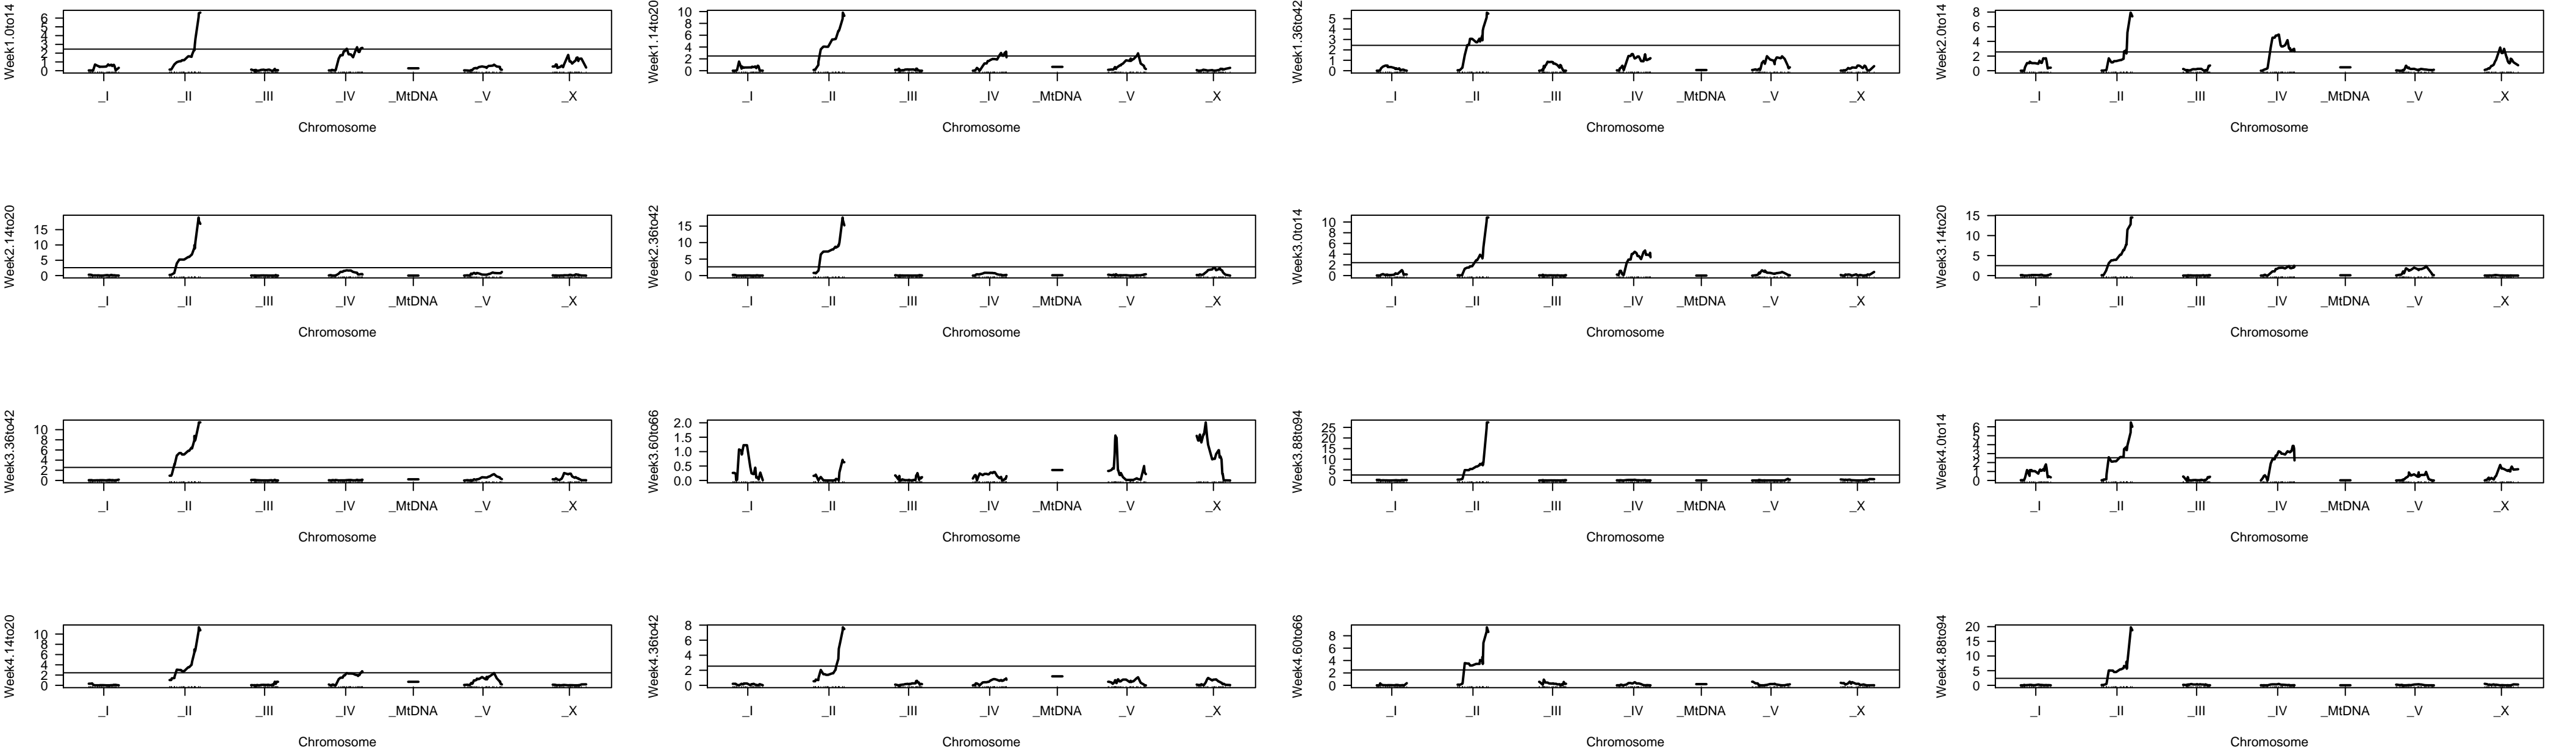 Week1.0to14
6
5
4
3
2
1
0
_I _II _III _IV _MtDNA _V _X
Chromosome
Week1.14to20
10
8
6
4
2
0
_I _II _III _IV _MtDNA _V _X
Chromosome
Week1.36to42
5
4
3
2
1
0
_I _II _III _IV _MtDNA _V _X
Chromosome
Week2.0to14
8
6
4
2
0
_I _II _III _IV _MtDNA _V _X
Chromosome
Week2.14to20
15
10
5
0
_I _II _III _IV _MtDNA _V _X
Chromosome
Week2.36to42
15
10
5
0
_I _II _III _IV _MtDNA _V _X
Chromosome
Week3.0to14
10
8
6
4
2
0
_I _II _III _IV _MtDNA _V _X
Chromosome
Week3.14to20
15
10
5
0
_I _II _III _IV _MtDNA _V _X
Chromosome
Week3.36to42
10
8
6
4
2
0
_I _II _III _IV _MtDNA _V _X
Chromosome
Week3.60to66
2.0
1.5
1.0
0.5
0.0
_I _II _III _IV _MtDNA _V _X
Chromosome
Week3.88to94
25
20
15
10
5
0
_I _II _III _IV _MtDNA _V _X
Chromosome
Week4.0to14
6
5
4
3
2
1
0
_I _II _III _IV _MtDNA _V _X
Chromosome
Week4.14to20
10
8
6
4
2
0
_I _II _III _IV _MtDNA _V _X
Chromosome
Week4.36to42
8
6
4
2
0
_I _II _III _IV _MtDNA _V _X
Chromosome
Week4.60to66
8
6
4
2
0
_I _II _III _IV _MtDNA _V _X
Chromosome
Week4.88to94
20
15
10
5
0
_I _II _III _IV _MtDNA _V _X
Chromosome